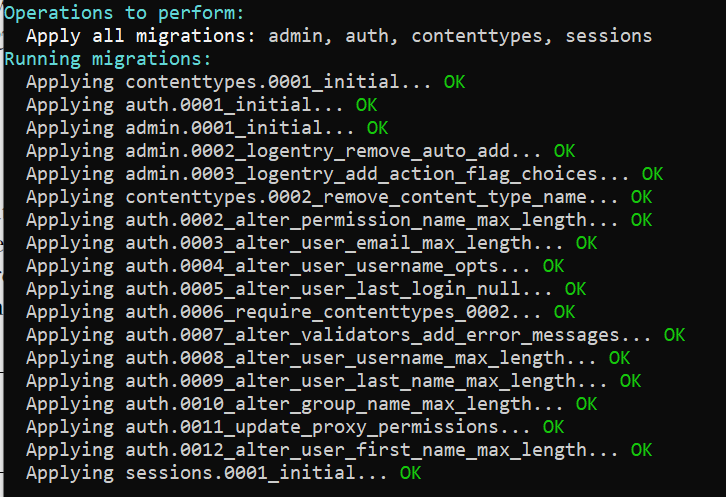 Operations to perform:
Apply all migrations: admin, auth, contenttypes, sessions
Running migrations:
Applying contenttypes.0001_initial... OK
Applying auth.0001_initial... OK
Applying admin.0001_initial... OK
Applying admin.0002_logentry_remove_auto_add... OK
Applying admin.0003_logentry_add_action_flag_choices... OK
Applying contenttypes.0002_remove_content_type_name... OK
Applying auth.0002_alter_permission_name_max_length... OK
Applying auth.0003_alter_user_email_max_length... OK
Applying auth.0004_alter_user_username_opts... OK
Applying auth.0005_alter_user_last_login_null... OK
Applying auth.0006_require_contenttypes_0002... OK
Applying auth.0007_alter_validators_add_error_messages... OK
Applying auth.0008_alter_user_username_max_length... OK
Applying auth.0009_alter_user_last_name_max_length... OK
Applying auth.0010_alter_group_name_max_length... OK
Applying auth.0011_update_proxy_permissions... OK
Applying auth.0012_alter_user_first_name_max_length... OK
Applying sessions.0001_initial... OK